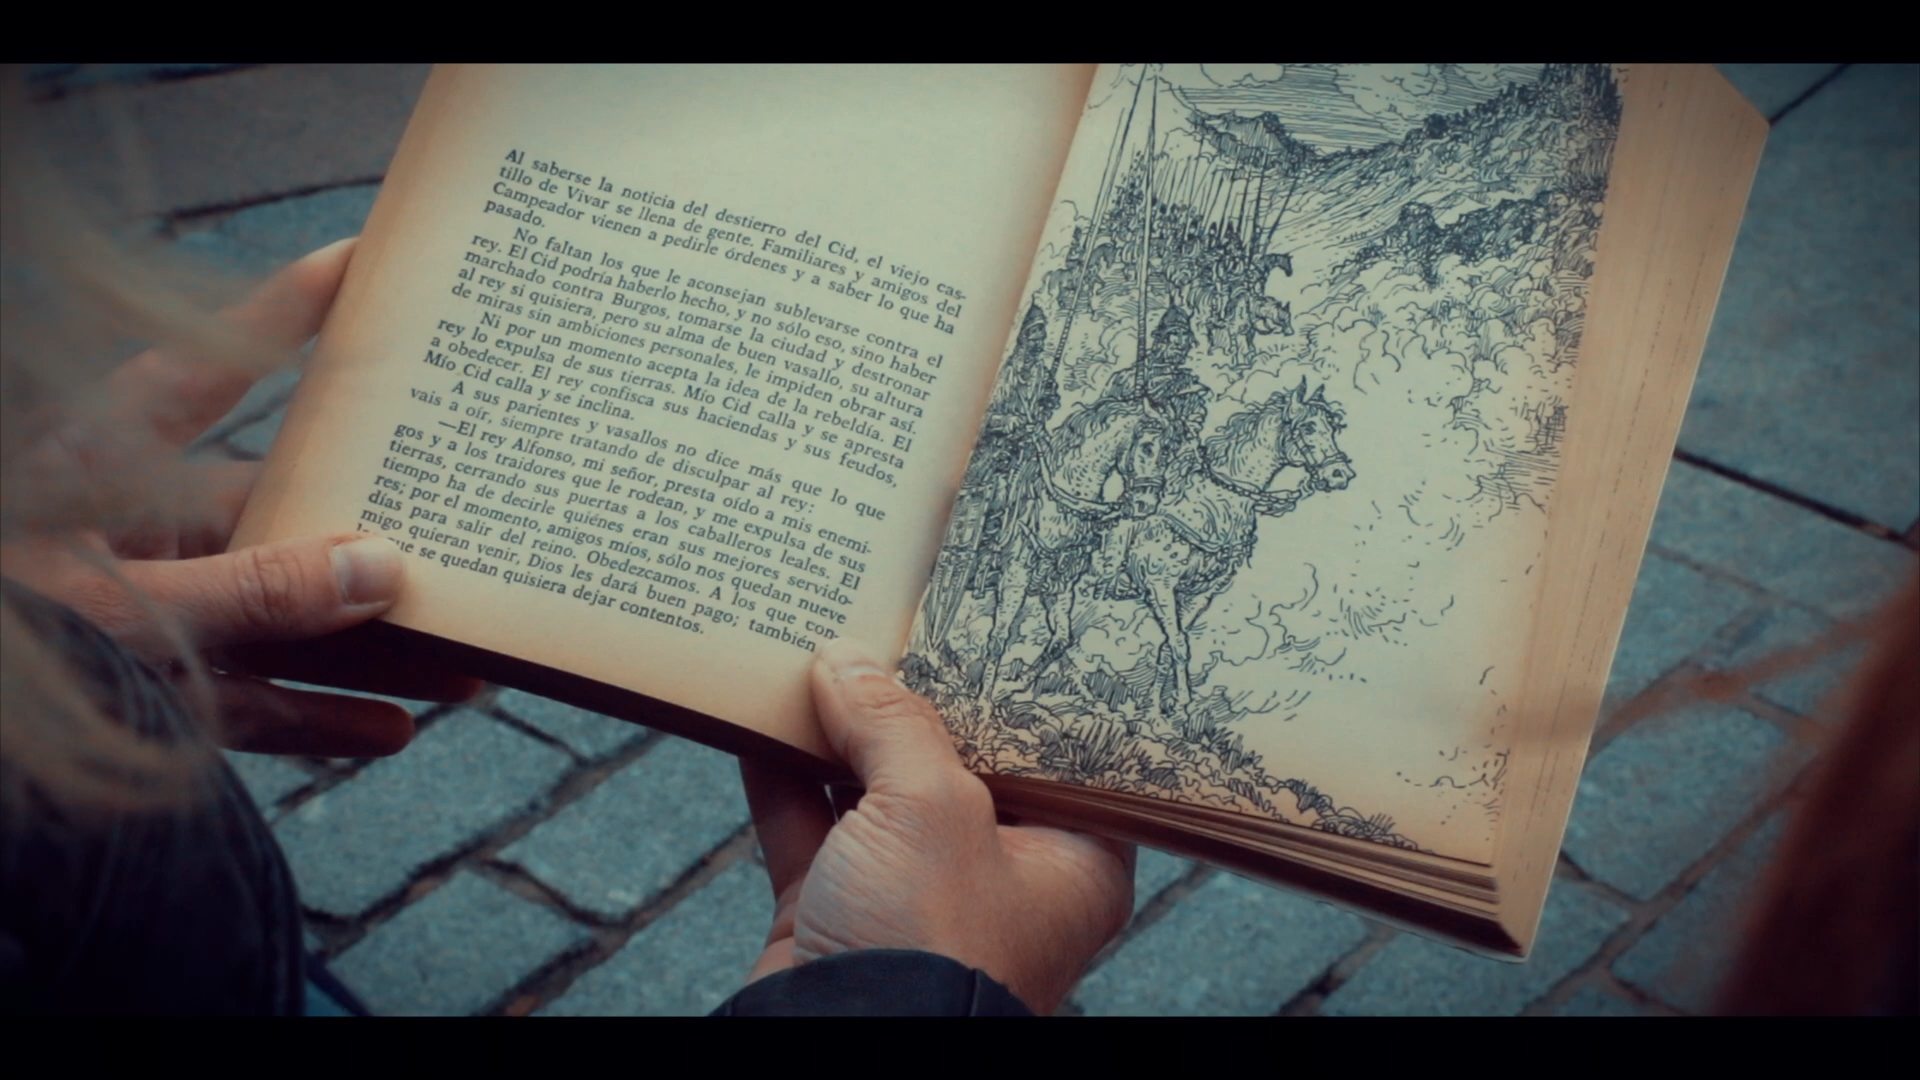 Al saberse la noticia del destierro del Cid, el viejo cas-
tillo de Vivar se llena de gente. Familiares y amigos del
Campeador vienen a pedirle órdenes y a saber lo que ha
pasado.
No faltan los que le aconsejan sublevarse contra el
rey. El Cid podría haberlo hecho, y no sólo eso, sino haber
marchado contra Burgos, tomarse la ciudad y destronar
al rey si quisiera, pero su alma de buen vasallo, su altura
de miras sin ambiciones personales, le impiden obrar así.
Ni por un momento acepta la idea de la rebeldía. El
rey lo expulsa de sus tierras. Mío Cid calla y se apresta
a obedecer. El rey confisca sus haciendas y sus feudos,
Mío Cid calla y se inclina.
A sus parientes y vasallos no dice más que lo que
vais a oír, siempre tratando de disculpar al rey:
—El rey Alfonso, mi señor, presta oído a mis enemi-
gos y a los traidores que le rodean, y me expulsa de sus
tierras, cerrando sus puertas a los caballeros leales. El
tiempo ha de decirle quiénes eran sus mejores servido-
res; por el momento, amigos míos, sólo nos quedan nueve
días para salir del reino. Obedezcamos. A los que con-
migo quieran venir, Dios les dará buen pago; también
que se quedan quisiera dejar contentos.